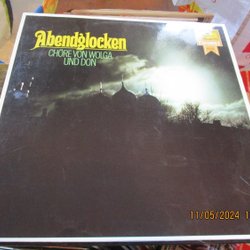 Abendglocken
CHÖRE VON WOLGA
UND DON
11/05/2024